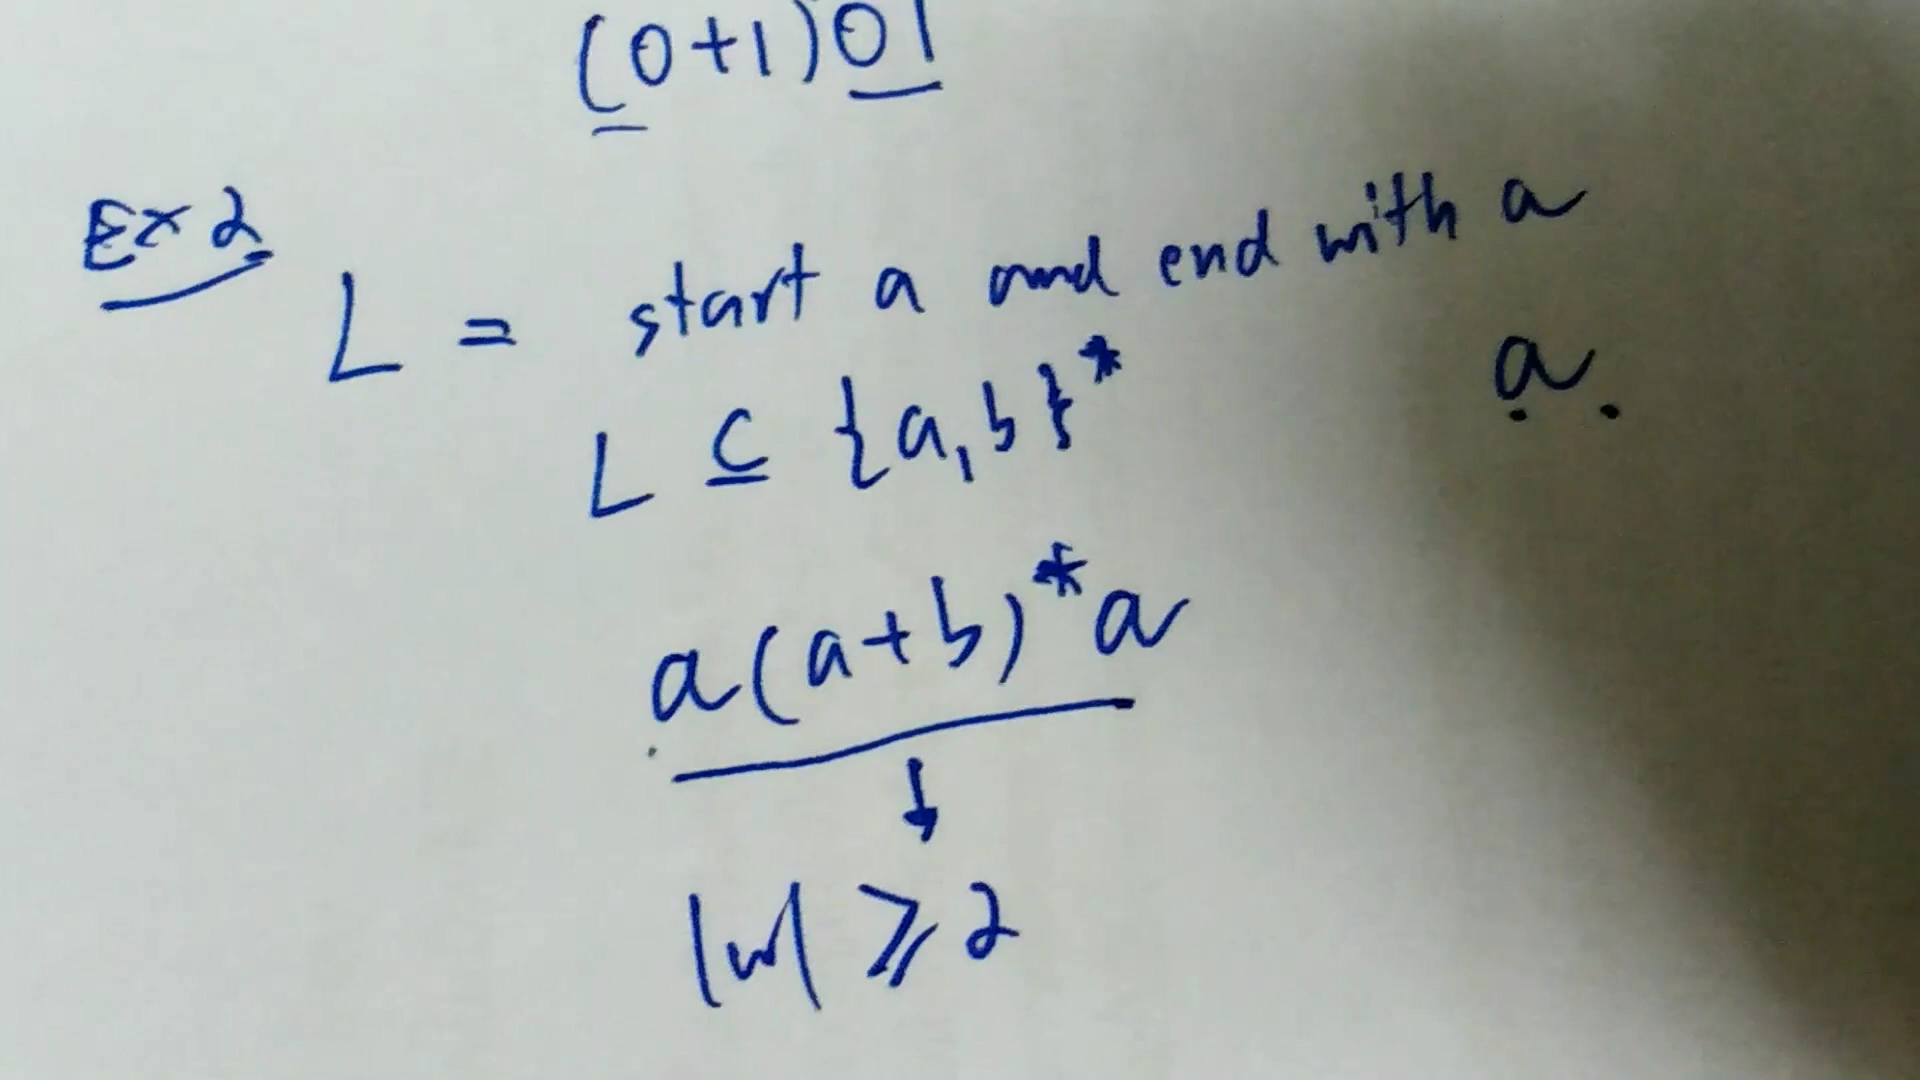 (0+1)01
Ex 2
L = start a and end with a
L ⊆ {a,b}*
a.
a(a+b)*a
↓
|w| ⩾ 2